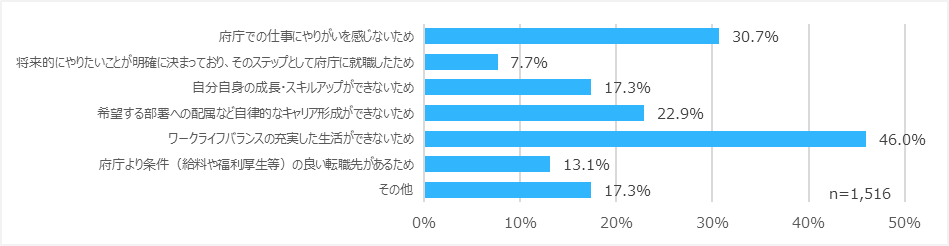 府庁での仕事にやりがいを感じないため 30.7%
将来的にやりたいことが明確に決まっており、そのステップとして府庁に就職したため 7.7%
自分自身の成長・スキルアップができないため 17.3%
希望する部署への配属など自律的なキャリア形成ができないため 22.9%
ワークライフバランスの充実した生活ができないため 46.0%
府庁より条件（給料や福利厚生等）の良い転職先があるため 13.1%
その他 17.3%
n=1,516
0% 10% 20% 30% 40% 50%